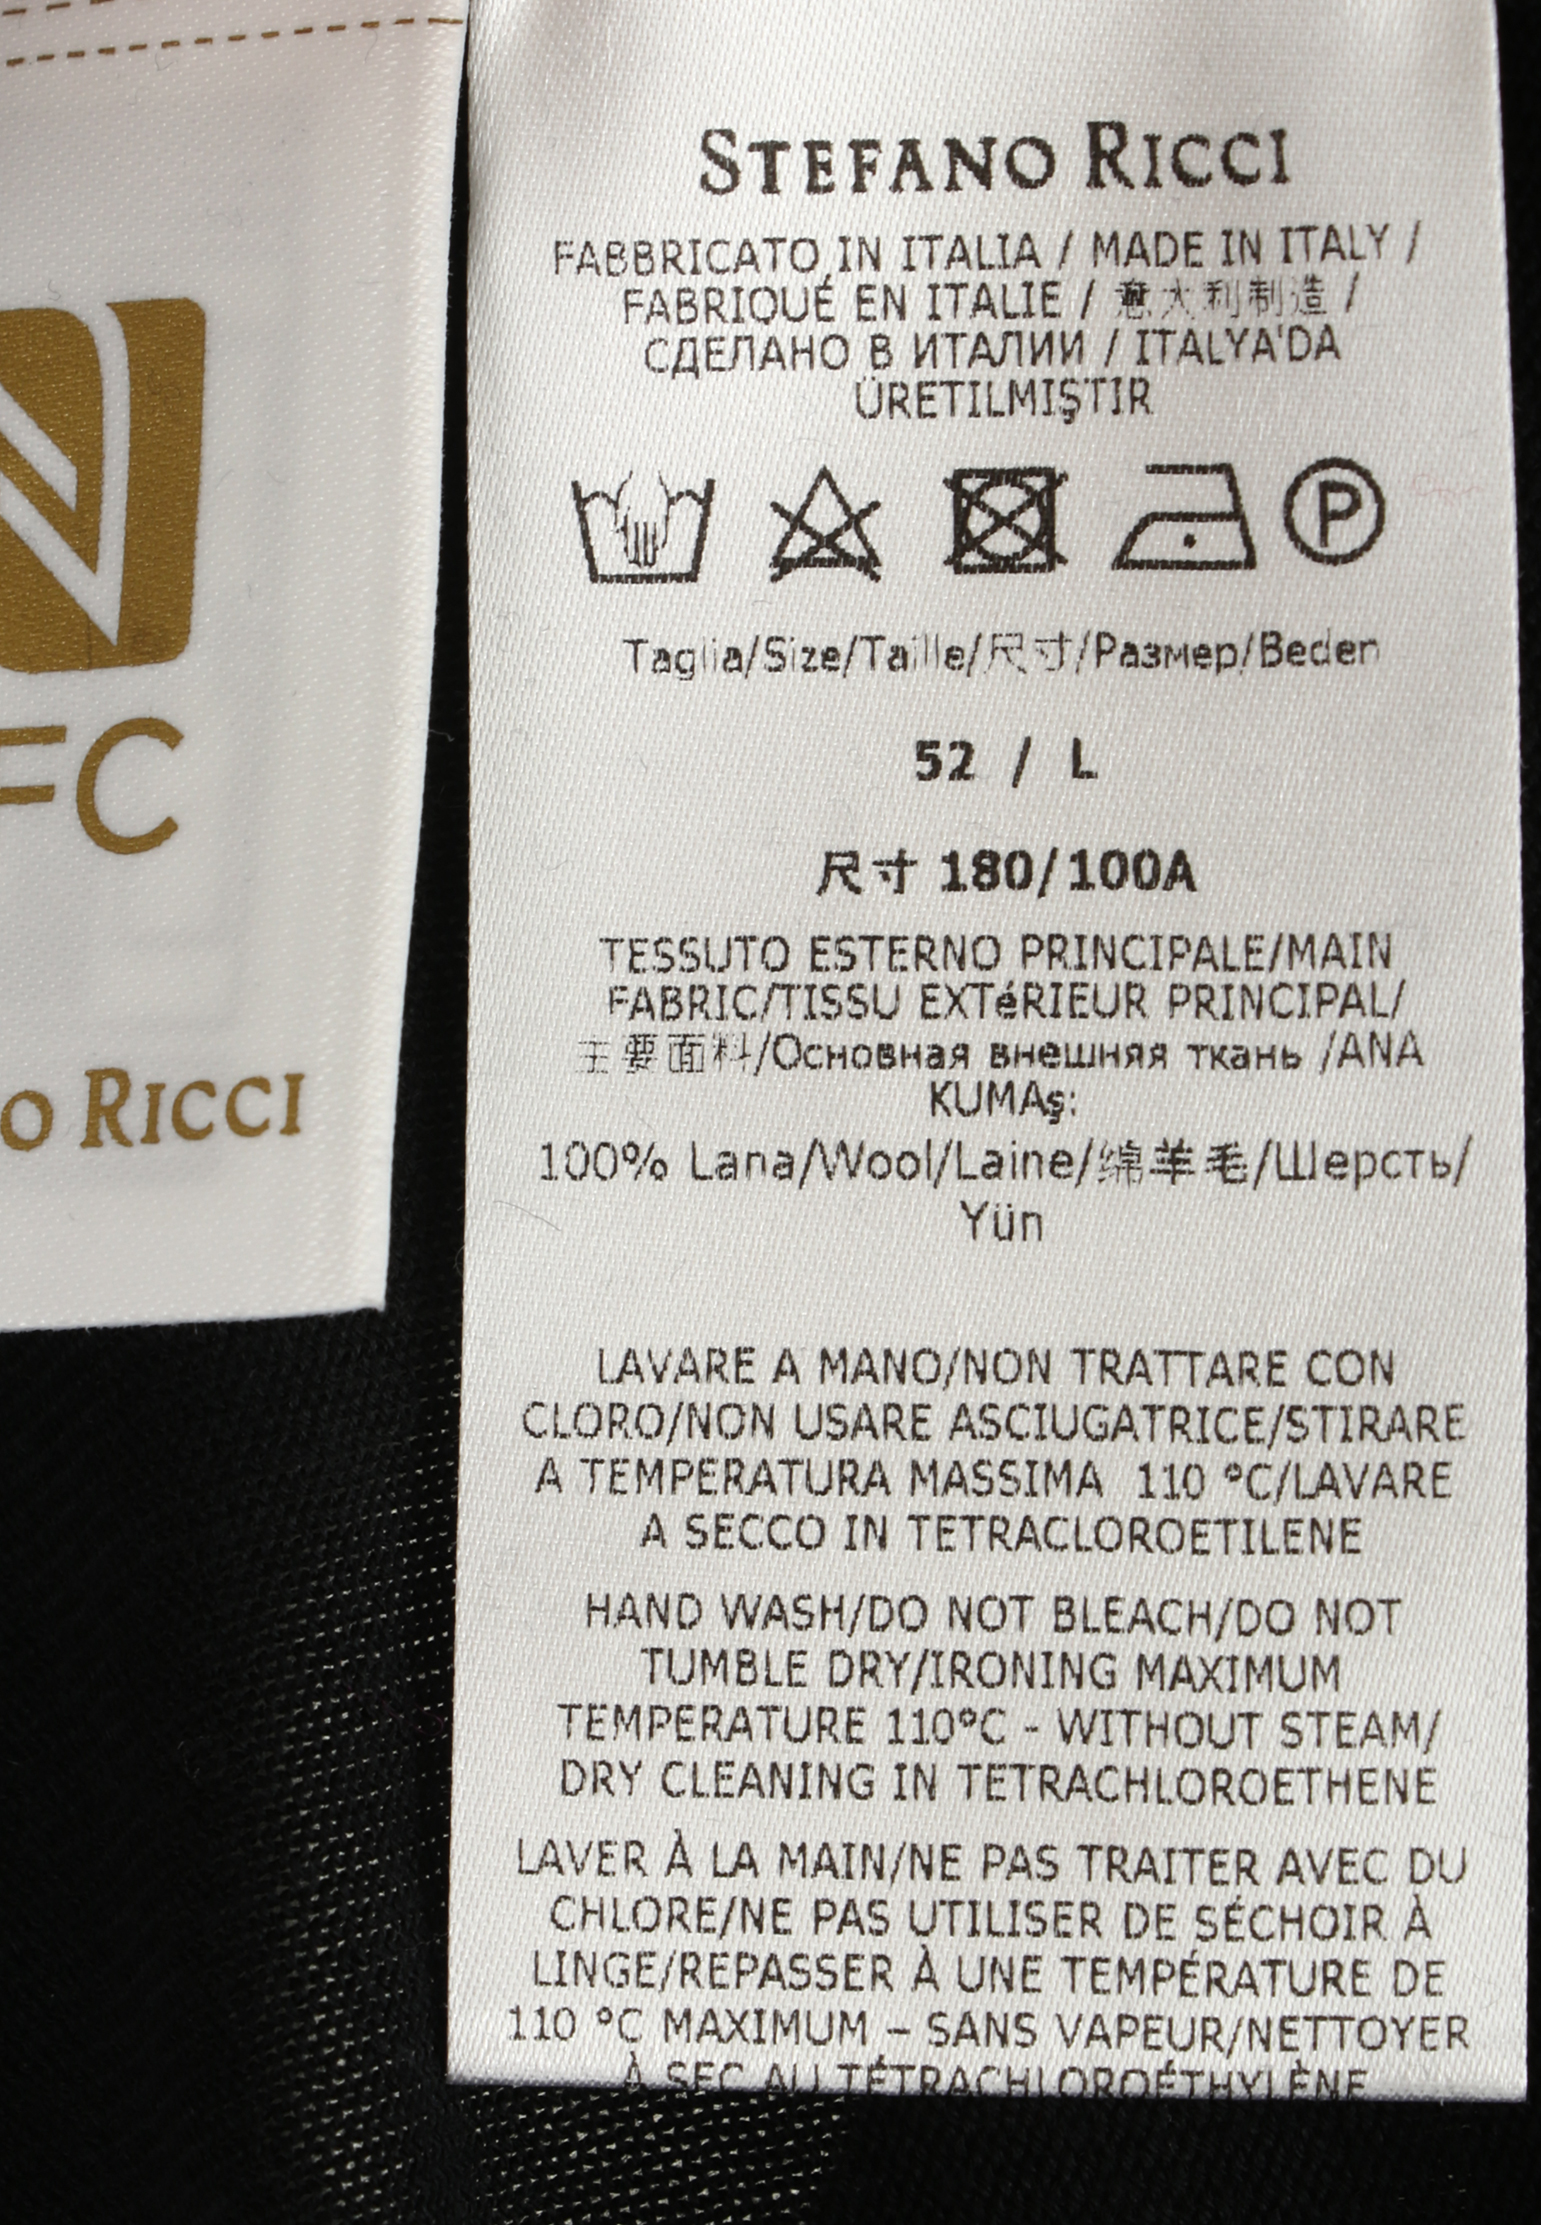 FC
O RICCI
STEFANO RICCI
FABBRICATO IN ITALIA / MADE IN ITALY /
FABRIQUÉ EN ITALIE / 意大利制造 /
СДЕЛАНО В ИТАЛИИ / ITALYA'DA
ÜRETILMIŞTIR
P
Taglia/Size/Taille/尺寸/Размер/Beden
52 / L
尺寸 180/100A
TESSUTO ESTERNO PRINCIPALE/MAIN
FABRIC/TISSU EXTéRIEUR PRINCIPAL/
主要面料/Основная внешняя ткань /ANA
KUMAş:
100% Lana/Wool/Laine/绵羊毛/Шерсть/
Yün
LAVARE A MANO/NON TRATTARE CON
CLORO/NON USARE ASCIUGATRICE/STIRARE
A TEMPERATURA MASSIMA 110 °C/LAVARE
A SECCO IN TETRACLOROETILENE
HAND WASH/DO NOT BLEACH/DO NOT
TUMBLE DRY/IRONING MAXIMUM
TEMPERATURE 110°C - WITHOUT STEAM/
DRY CLEANING IN TETRACHLOROETHENE
LAVER À LA MAIN/NE PAS TRAITER AVEC DU
CHLORE/NE PAS UTILISER DE SÉCHOIR À
LINGE/REPASSER À UNE TEMPÉRATURE DE
110 °C MAXIMUM – SANS VAPEUR/NETTOYER
À SEC AU TÉTRACHLOROÉTHYLÈNE